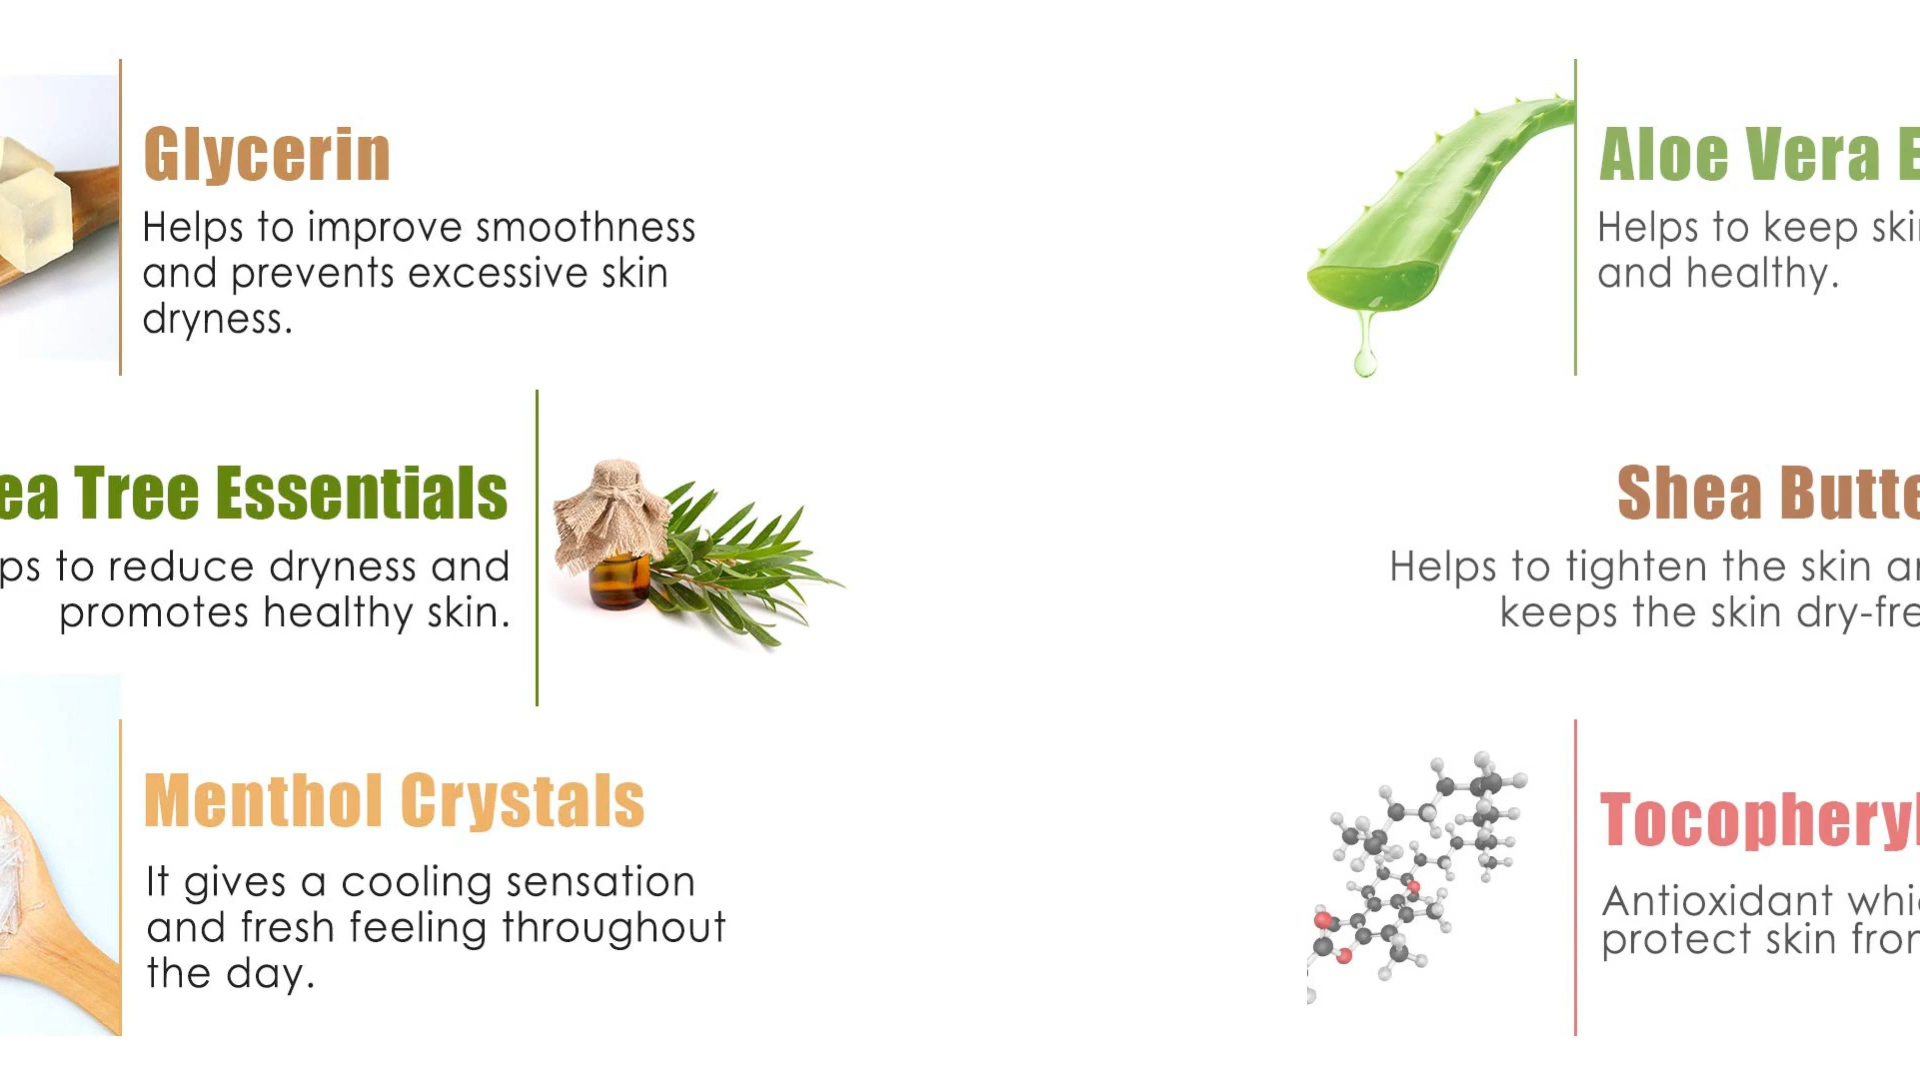 Glycerin
Helps to improve smoothness
and prevents excessive skin
dryness.
Tree Essentials
to reduce dryness and
promotes healthy skin.
Menthol Crystals
It gives a cooling sensation
and fresh feeling throughout
the day.
Aloe Vera
Helps to keep
and healthy.
Shea
Helps to tighten the skin
keeps the skin
Antioxidant
protect skin